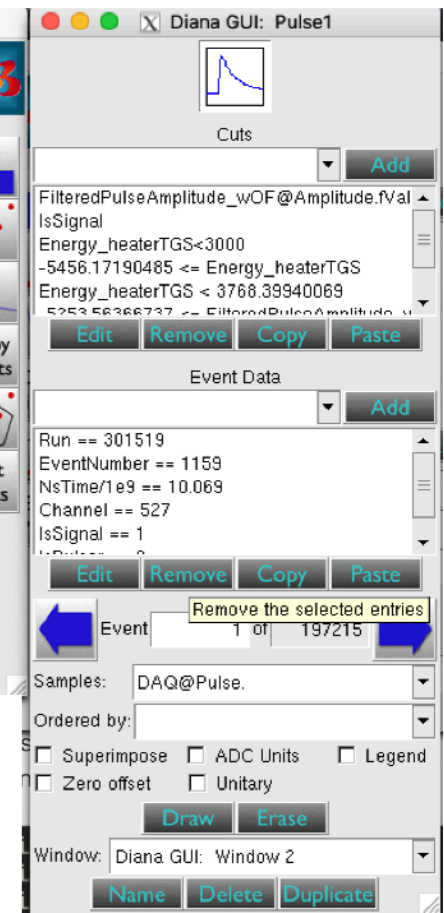 Diana GUI: Pulse1
Cuts
Add
FilteredPulseAmplitude_wOF@Amplitude.fVal
IsSignal
Energy_heaterTGS<3000
-5456.17190485 <= Energy_heaterTGS
Energy_heaterTGS < 3768.39940069
-5253.56366737 <= FilteredPulseAmplitude_w
Edit Remove Copy Paste
Event Data
Add
Run == 301519
EventNumber == 1159
NsTime/1e9 == 10.069
Channel == 527
IsSignal == 1
Edit Remove Copy Paste
Remove the selected entries
Event 1 of 197215
Samples: DAQ@Pulse.
Ordered by:
Superimpose ADC Units Legend
Zero offset Unitary
Draw Erase
Window: Diana GUI: Window 2
Name Delete Duplicate